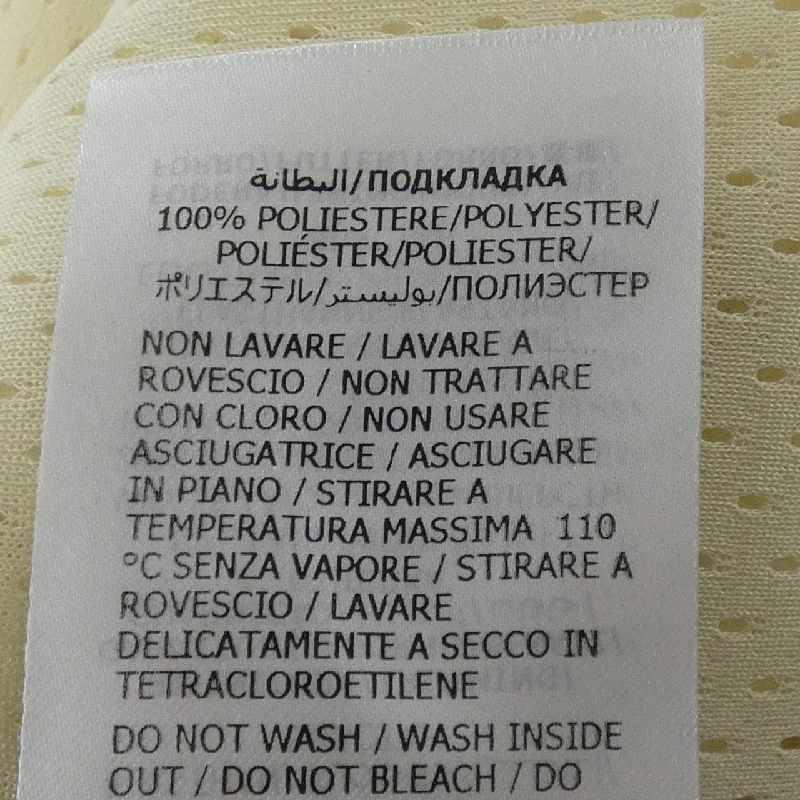 البطانة/ПОДКЛАДКА
100% POLIESTERE/POLYESTER/
POLIÉSTER/POLIESTER/
ポリエステル/بوليستر/ПОЛИЭСТЕР
NON LAVARE / LAVARE A
ROVESCIO / NON TRATTARE
CON CLORO / NON USARE
ASCIUGATRICE / ASCIUGARE
IN PIANO / STIRARE A
TEMPERATURA MASSIMA 110
°C SENZA VAPORE / STIRARE A
ROVESCIO / LAVARE
DELICATAMENTE A SECCO IN
TETRACLOROETILENE
DO NOT WASH / WASH INSIDE
OUT / DO NOT BLEACH / DO